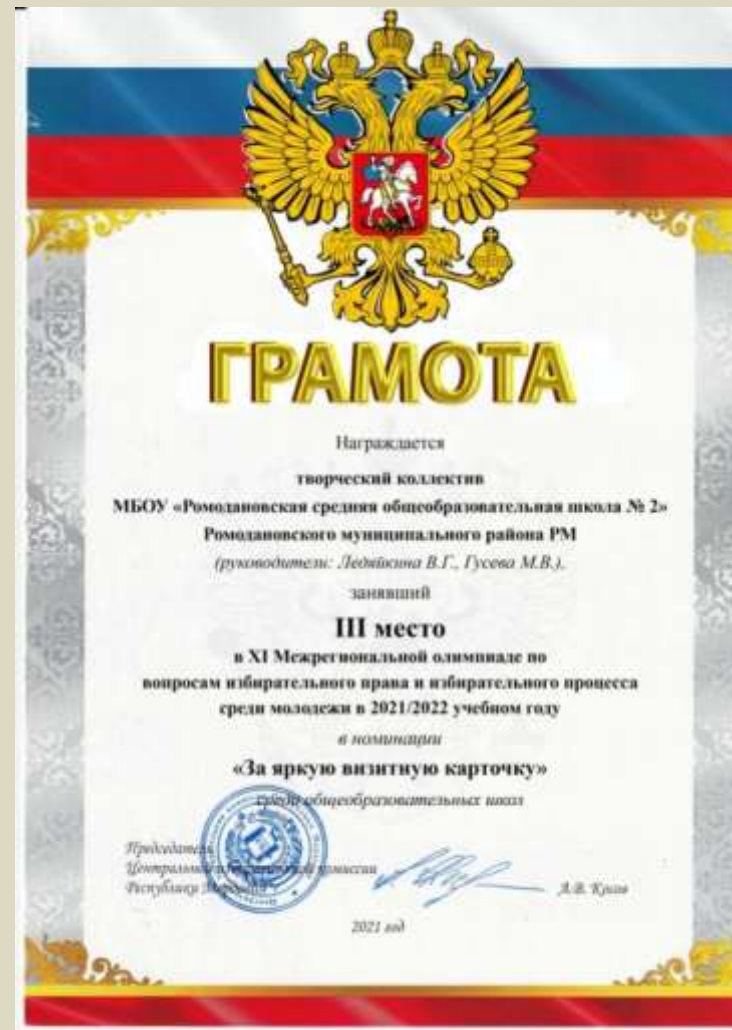 ГРАМОТА
Награждается
творческий коллектив
МБОУ «Ромодановская средняя общеобразовательная школа № 2»
Ромодановского муниципального района РМ
(руководители: Ледяйкина В.Г., Гусева М.В.),
занявший
III место
в XI Межрегиональной олимпиаде по
вопросам избирательного права и избирательного процесса
среди молодежи в 2021/2022 учебном году
в номинации
«За яркую визитную карточку»
среди общеобразовательных школ
Председатель
Центральной избирательной комиссии
Республики Мордовия А.В.
2021 год